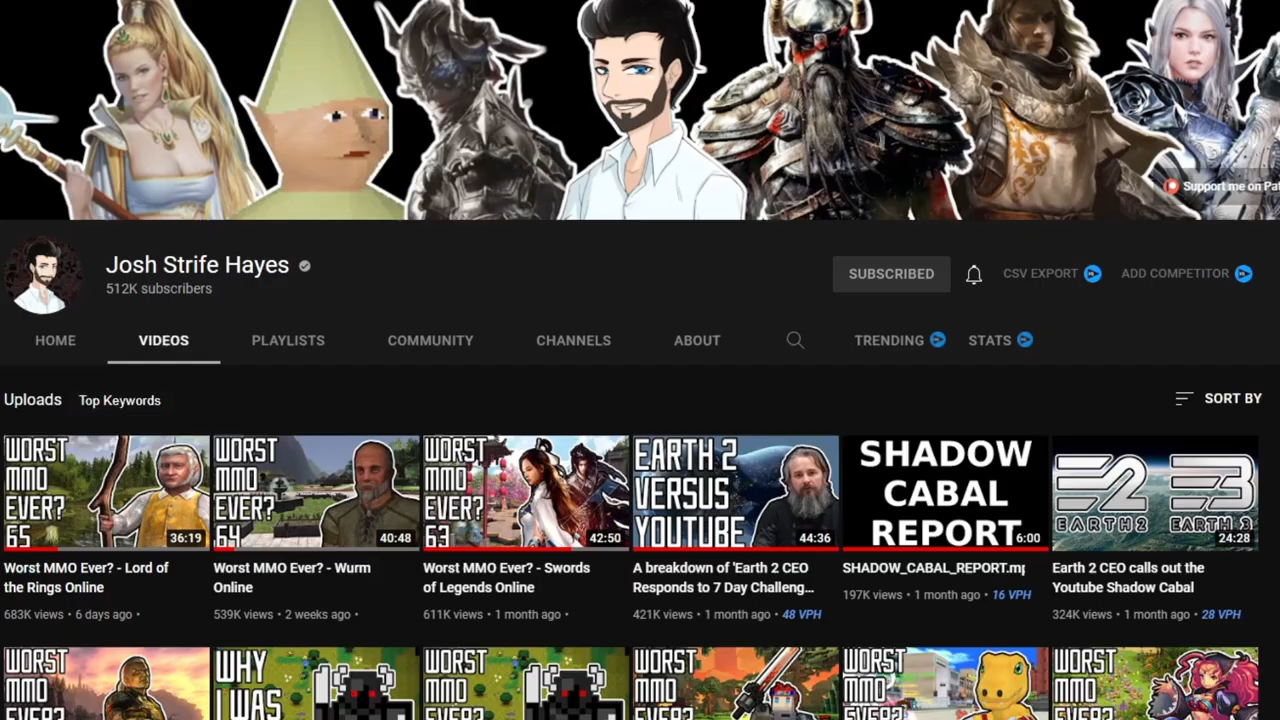 Support me on Pat
Josh Strife Hayes
512K subscribers
SUBSCRIBED
CSV EXPORT
ADD COMPETITOR
HOME
VIDEOS
PLAYLISTS
COMMUNITY
CHANNELS
ABOUT
TRENDING
STATS
Uploads
Top Keywords
SORT BY
WORST
MMO
EVER?
65
36:19
Worst MMO Ever? - Lord of
the Rings Online
683K views • 6 days ago •
WORST
MMO
EVER?
64
40:48
Worst MMO Ever? - Wurm
Online
539K views • 2 weeks ago •
WORST
MMO
EVER?
63
42:50
Worst MMO Ever? - Swords
of Legends Online
611K views • 1 month ago •
EARTH 2
VERSUS
YOUTUBE
44:36
A breakdown of 'Earth 2 CEO
Responds to 7 Day Challeng...
421K views • 1 month ago • 48 VPH
SHADOW
CABAL
REPORT
6:00
SHADOW_CABAL_REPORT.mp
197K views • 1 month ago • 16 VPH
E2 E3
EARTH 2 EARTH 3
24:28
Earth 2 CEO calls out the
Youtube Shadow Cabal
324K views • 1 month ago • 28 VPH
WORST
MMO
EVER?
WHY
I WAS
WORST
MMO
EVER?
WORST
MMO
EVER?
WORST
MMO
EVER?
WORST
MMO
EVER?